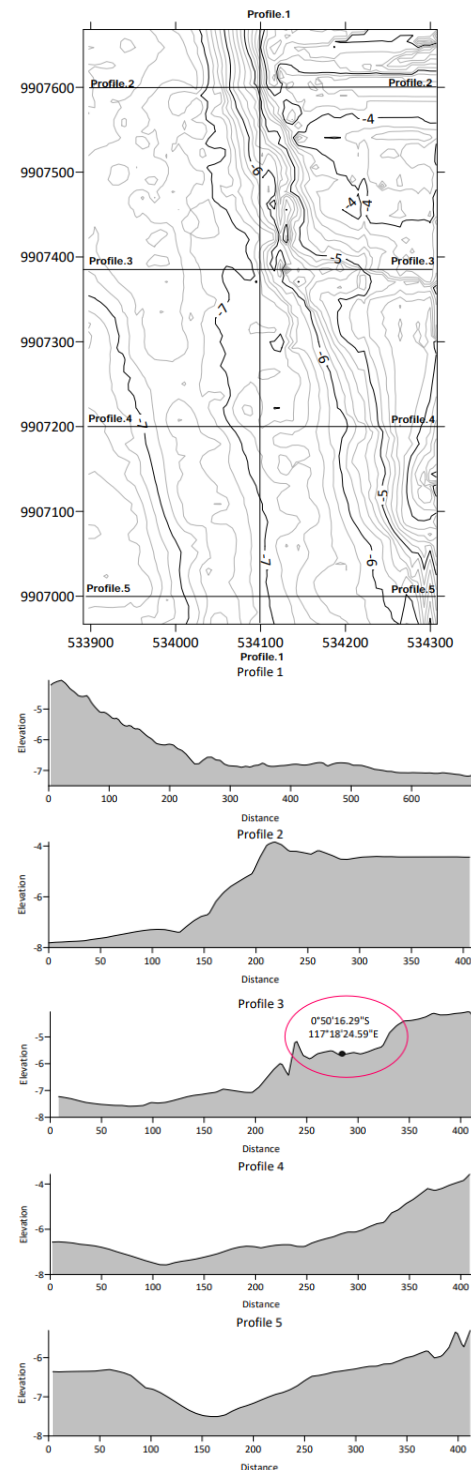 Profile.1
9907600
Profile.2
Profile.2
-4
9907500
-6
-4
-4
9907400
Profile.3
-5
Profile.3
-7
9907300
-6
Profile.4
-7
Profile.4
9907200
9907100
-5
-7
-6
Profile.5
Profile.5
9907000
533900 534000 534100 534200 534300
Profile.1
Profile 1
Elevation
-5
-6
-7
0 100 200 300 400 500 600
Distance
Profile 2
Elevation
-4
-6
-8
0 50 100 150 200 250 300 350 400
Distance
Profile 3
0°50'16.29"S
117°18'24.59"E
Elevation
-5
-6
-7
-8
0 50 100 150 200 250 300 350 400
Distance
Profile 4
Elevation
-4
-6
-8
0 50 100 150 200 250 300 350 400
Distance
Profile 5
Elevation
-6
-7
-8
0 50 100 150 200 250 300 350 400
Distance